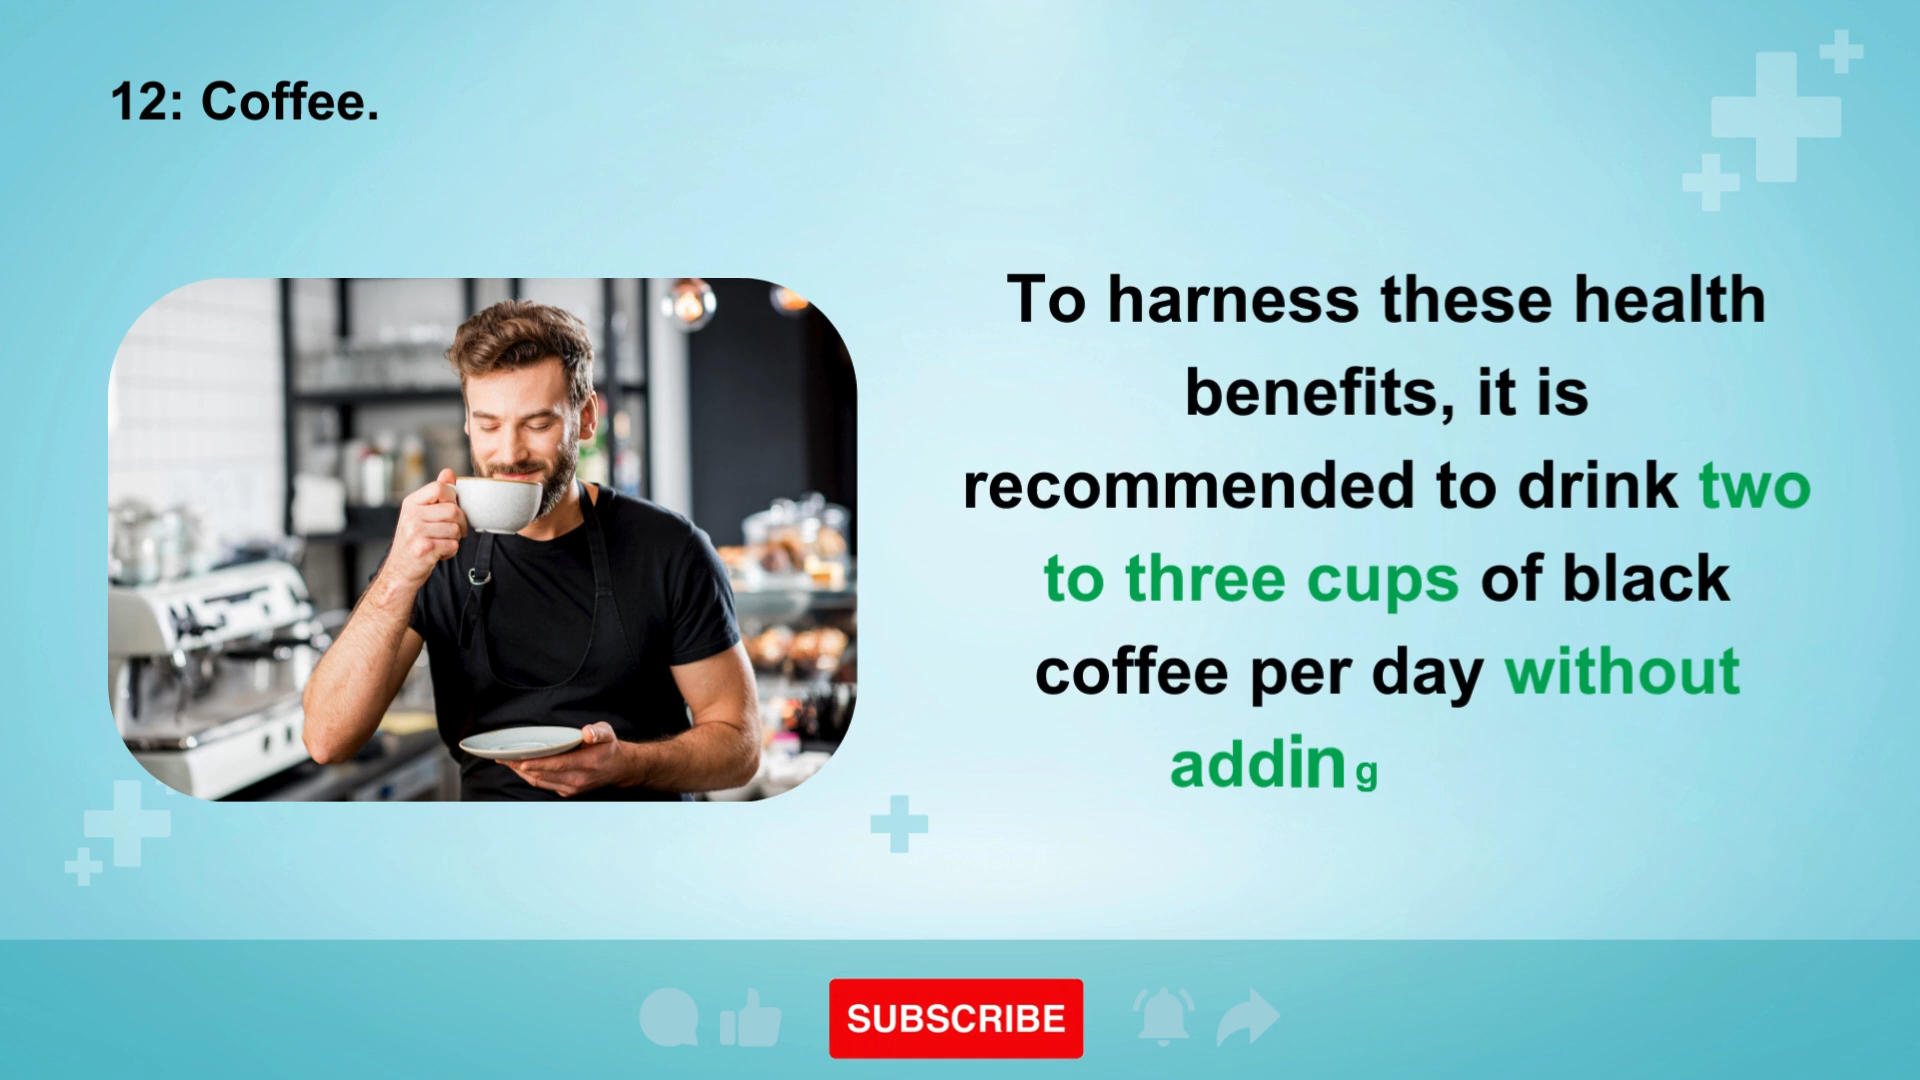 12: Coffee.
To harness these health
benefits, it is
recommended to drink two
to three cups of black
coffee per day without
adding
SUBSCRIBE